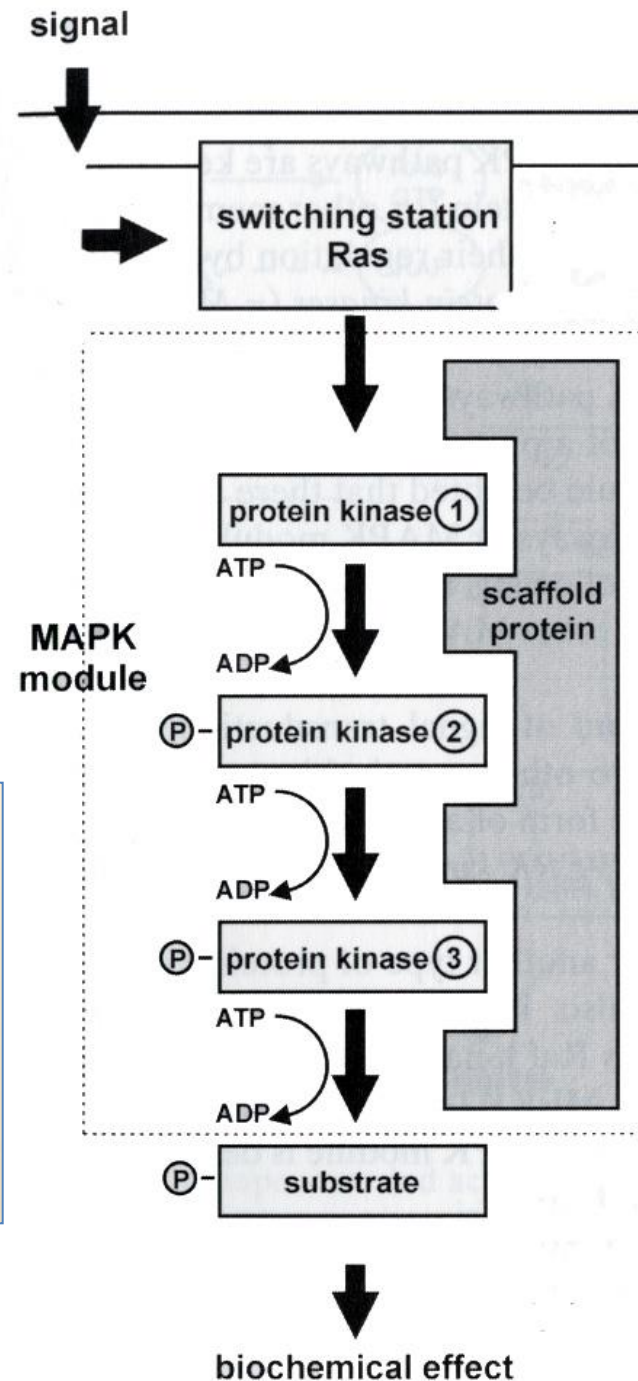 signal
switching station
Ras
MAPK
module
protein kinase 1
ATP
ADP
scaffold
protein
P protein kinase 2
ATP
ADP
P protein kinase 3
ATP
ADP
P substrate
biochemical effect